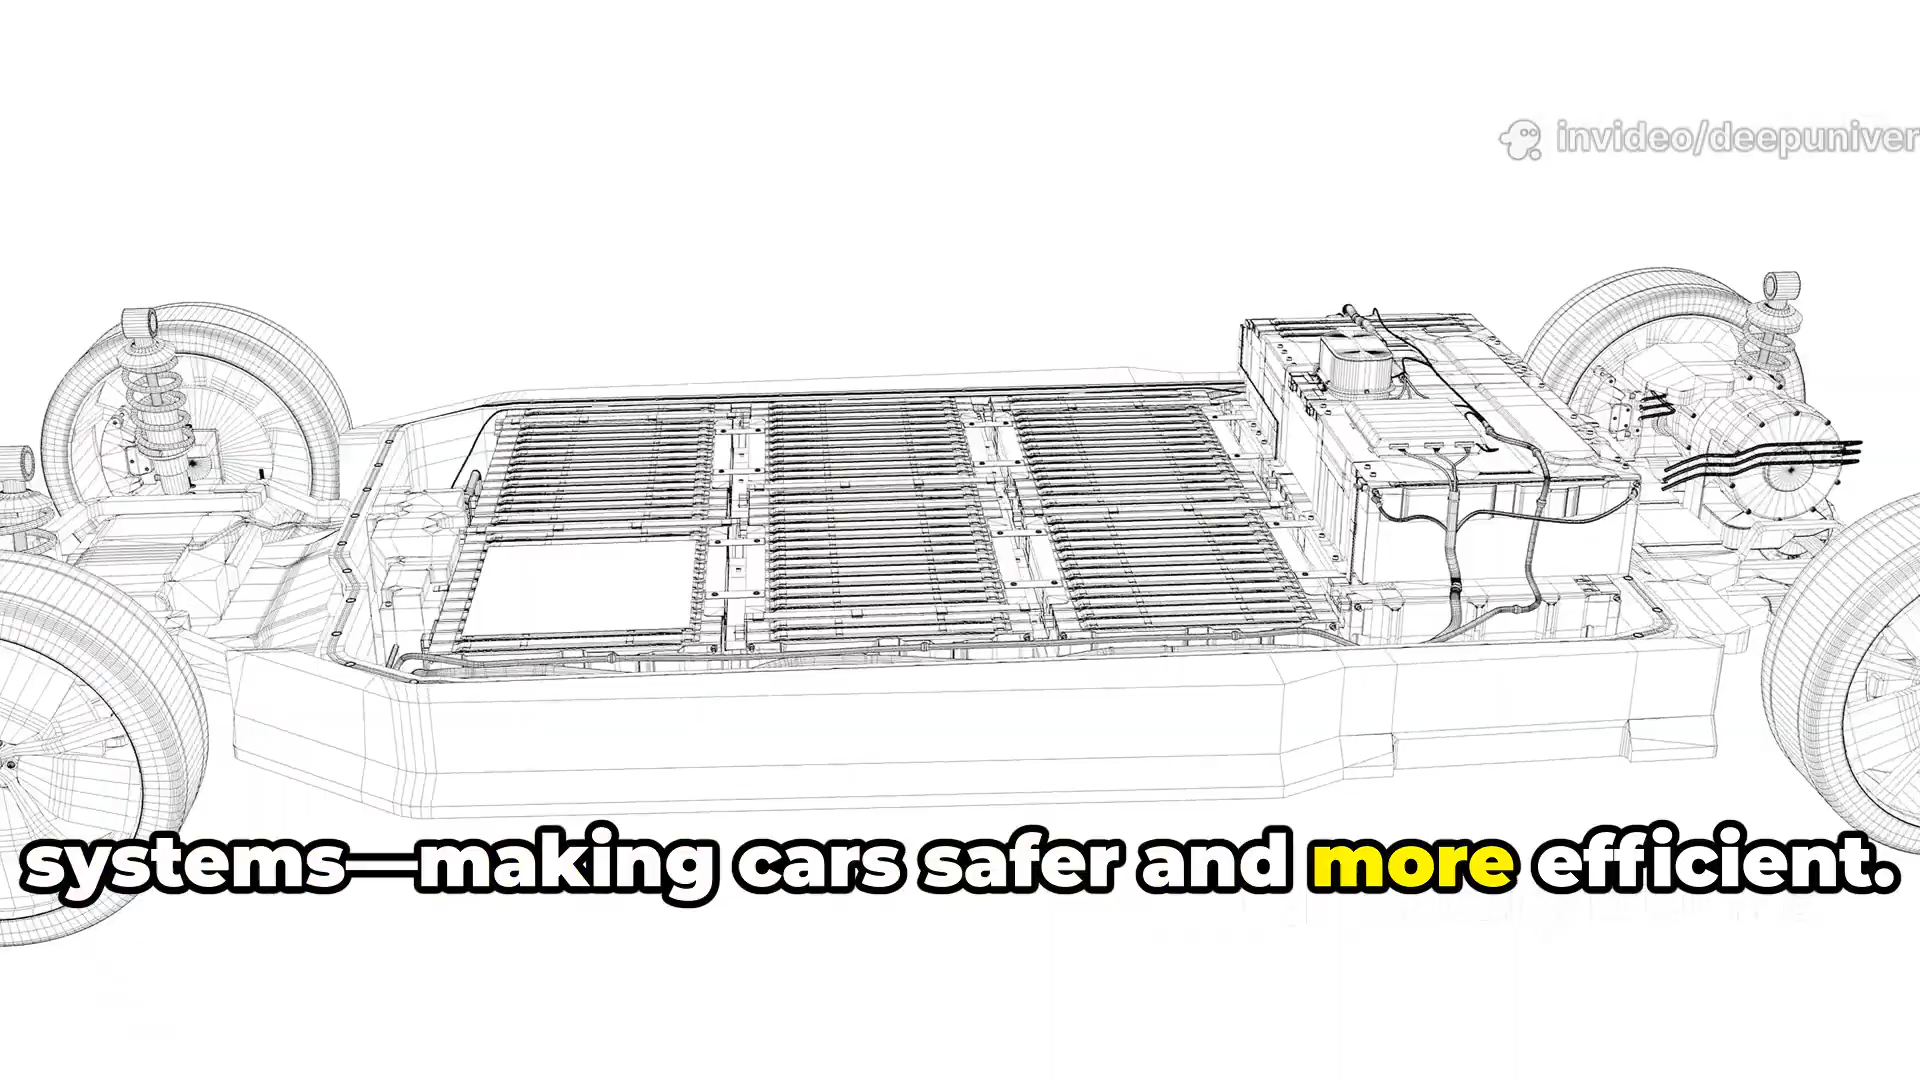 invideo/deepuniver
systems—making cars safer and more efficient.